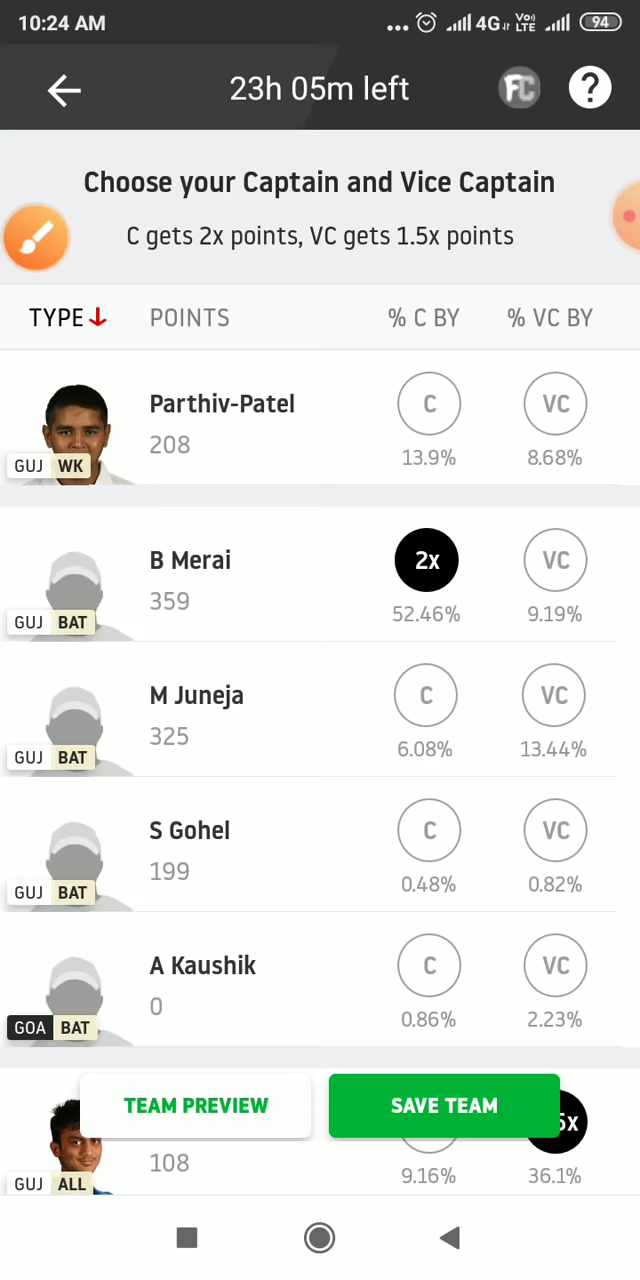 10:24 AM 4G Vo) LTE 94
23h 05m left FC ?
Choose your Captain and Vice Captain
C gets 2x points, VC gets 1.5x points
TYPE POINTS % C BY % VC BY
Parthiv-Patel C VC
208
GUJ WK 13.9% 8.68%
B Merai 2x VC
359
GUJ BAT 52.46% 9.19%
M Juneja C VC
325
GUJ BAT 6.08% 13.44%
S Gohel C VC
199
GUJ BAT 0.48% 0.82%
A Kaushik C VC
0
GOA BAT 0.86% 2.23%
TEAM PREVIEW SAVE TEAM 5x
108
GUJ ALL 9.16% 36.1%